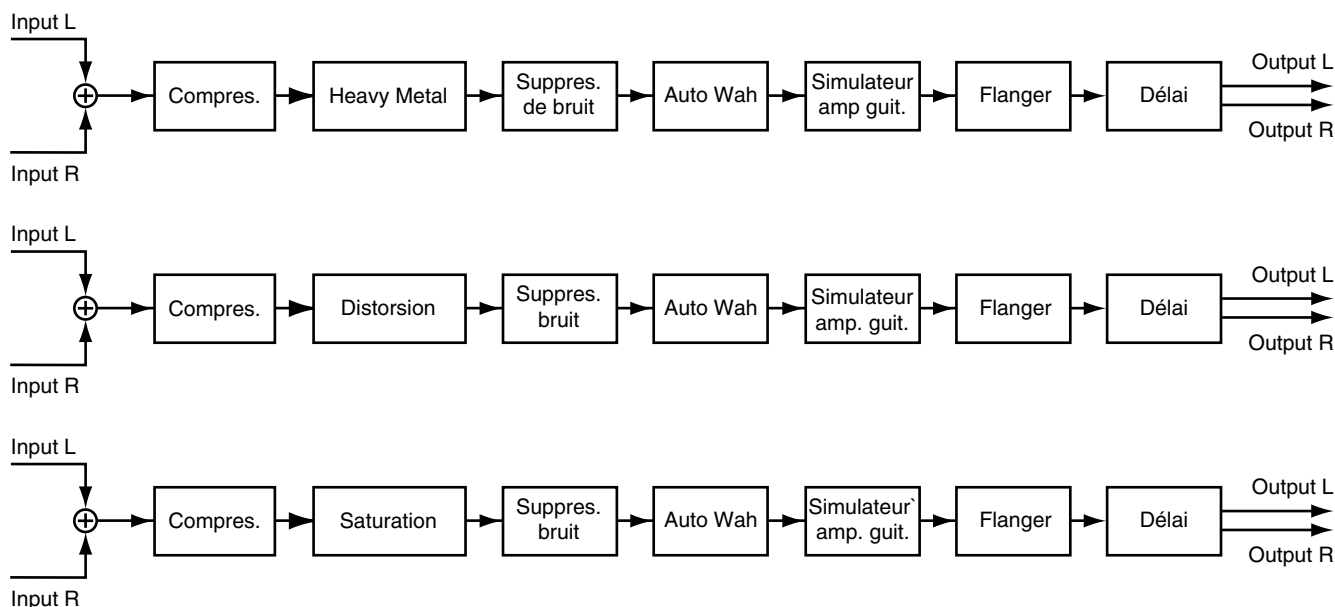 Input L
Compres.
Heavy Metal
Suppres.
de bruit
Auto Wah
Simulateur
amp guit.
Flanger
Délai
Output L
Output R
Input R
Input L
Compres.
Distorsion
Suppres.
bruit
Auto Wah
Simulateur
amp. guit.
Flanger
Délai
Output L
Output R
Input R
Input L
Compres.
Saturation
Suppres.
bruit
Auto Wah
Simulateur`
amp. guit.
Flanger
Délai
Output L
Output R
Input R